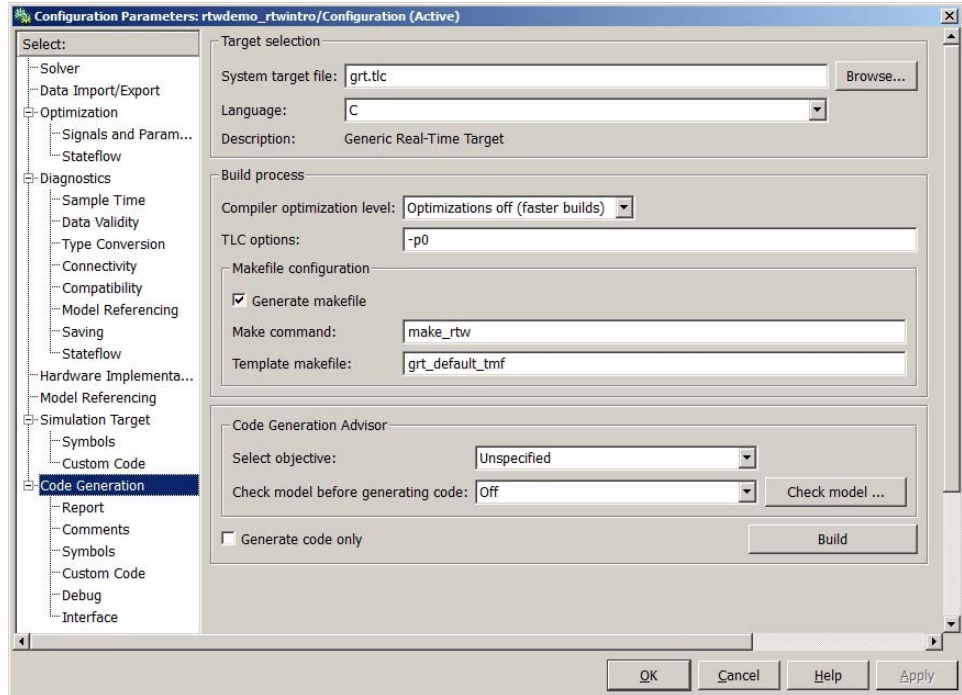 Configuration Parameters: rtwdemo_rtwintro/Configuration (Active)
Select:
Solver
Data Import/Export
Optimization
Signals and Param...
Stateflow
Diagnostics
Sample Time
Data Validity
Type Conversion
Connectivity
Compatibility
Model Referencing
Saving
Stateflow
Hardware Implementa...
Model Referencing
Simulation Target
Symbols
Custom Code
Code Generation
Report
Comments
Symbols
Custom Code
Debug
Interface
Target selection
System target file: grt.tlc Browse...
Language: C
Description: Generic Real-Time Target
Build process
Compiler optimization level: Optimizations off (faster builds)
TLC options: -p0
Makefile configuration
Generate makefile
Make command: make_rtw
Template makefile: grt_default_tmf
Code Generation Advisor
Select objective: Unspecified
Check model before generating code: Off Check model ...
Generate code only Build
OK Cancel Help Apply